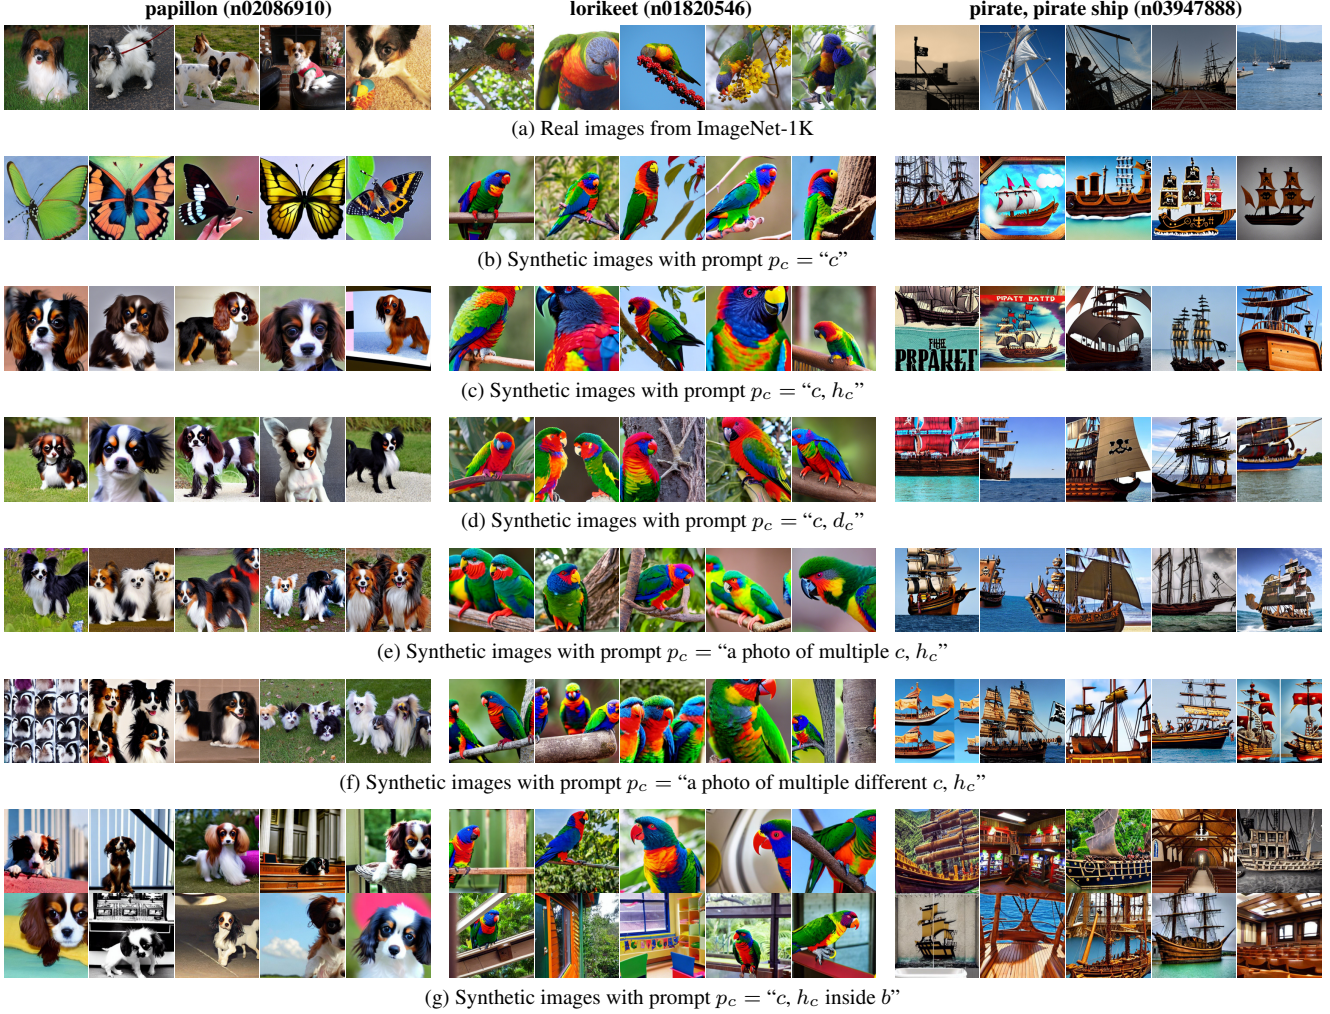 papillon (n02086910) lorikeet (n01820546) pirate, pirate ship (n03947888)
(a) Real images from ImageNet-1K
(b) Synthetic images with prompt p_c = “c”
PIRATY BATTD
FHIE
PRPAKET
(c) Synthetic images with prompt p_c = “c, h_c”
(d) Synthetic images with prompt p_c = “c, d_c”
(e) Synthetic images with prompt p_c = “a photo of multiple c, h_c”
(f) Synthetic images with prompt p_c = “a photo of multiple different c, h_c”
(g) Synthetic images with prompt p_c = “c, h_c inside b”